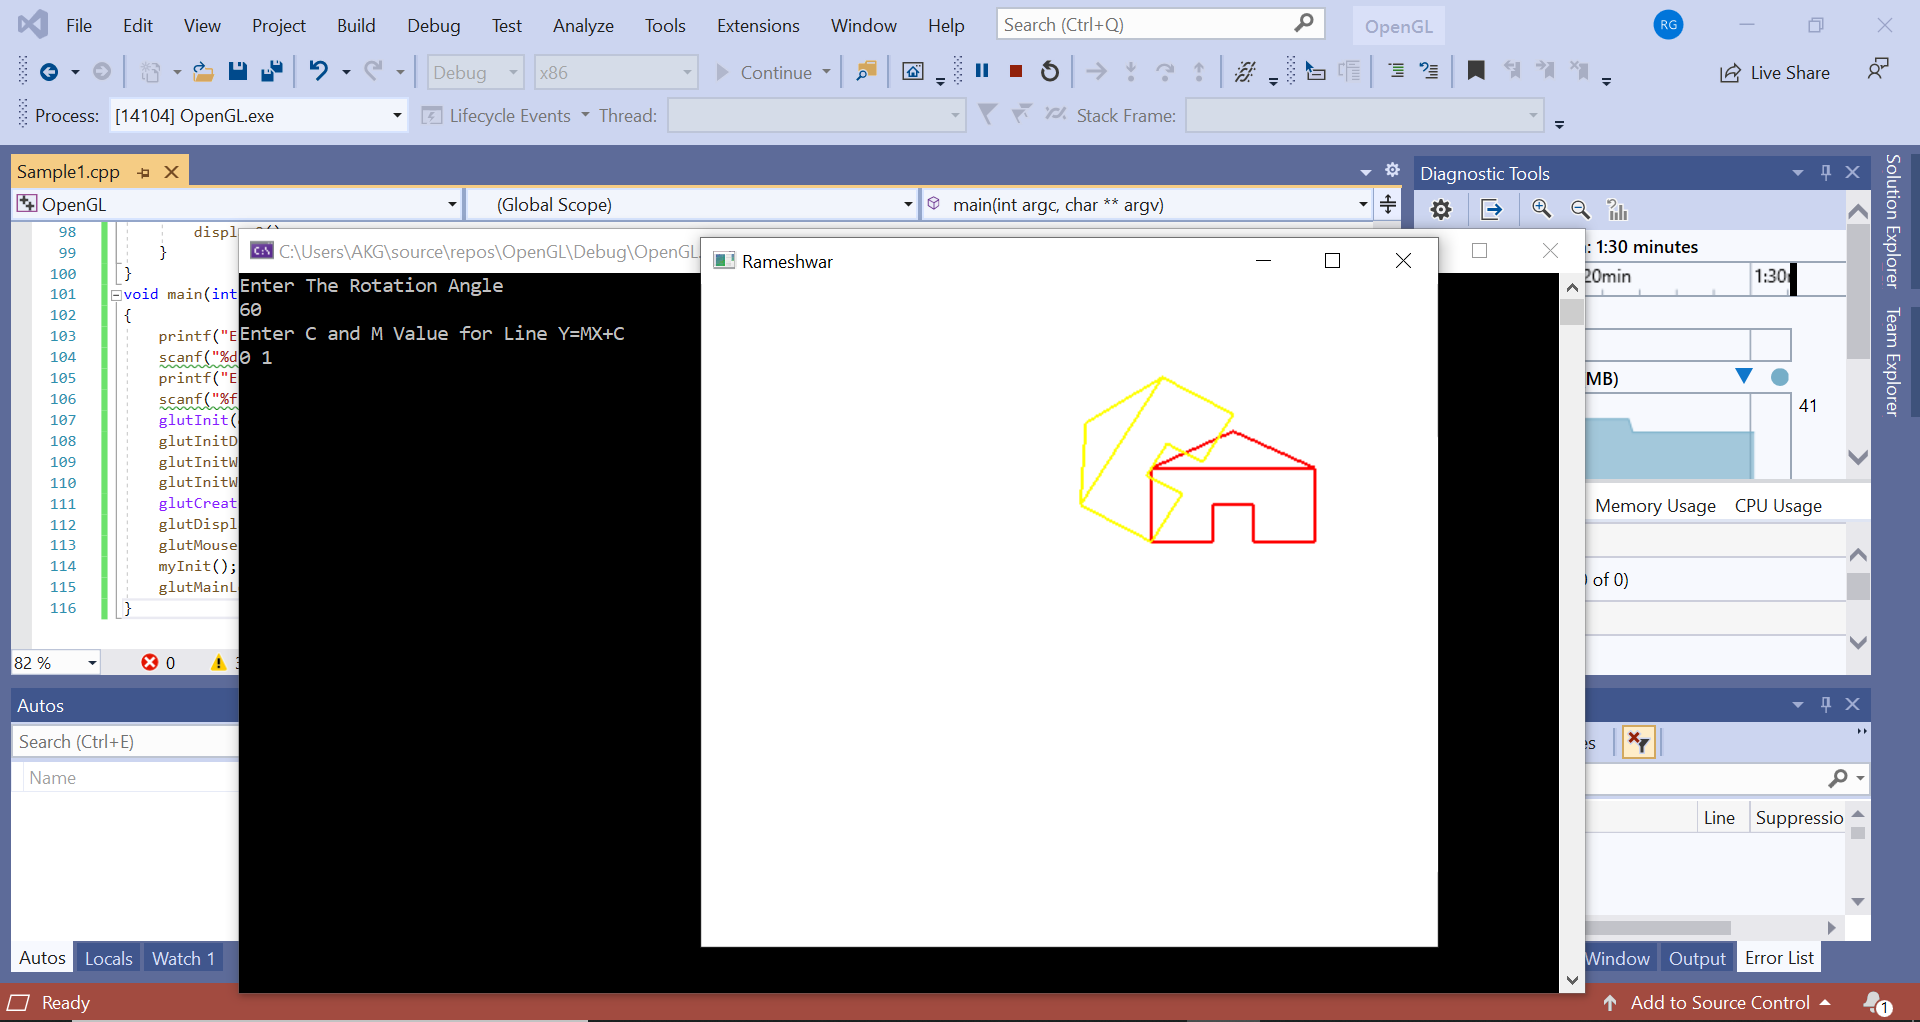 File Edit View Project Build Debug Test Analyze Tools Extensions Window Help Search (Ctrl+Q) OpenGL RG
Debug x86 Continue Live Share
Process: [14104] OpenGL.exe Lifecycle Events Thread: Stack Frame:
Sample1.cpp
OpenGL (Global Scope) main(int argc, char ** argv)
98 displ
99 }
100 }
101 void main(int
102 {
103 printf("E
104 scanf("%d
105 printf("E
106 scanf("%f
107 glutInit(
108 glutInitD
109 glutInitW
110 glutInitW
111 glutCreat
112 glutDispl
113 glutMouse
114 myInit();
115 glutMainL
116 }
82 % 0
C:\Users\AKG\source\repos\OpenGL\Debug\OpenGL.
Enter The Rotation Angle
60
Enter C and M Value for Line Y=MX+C
0 1
Rameshwar
Diagnostic Tools
: 1:30 minutes
20min 1:30
MB)
41
Memory Usage CPU Usage
of 0)
Solution Explorer
Team Explorer
Autos
Search (Ctrl+E)
Name
Autos Locals Watch 1
es
Line Suppressio
Window Output Error List
Ready Add to Source Control 1